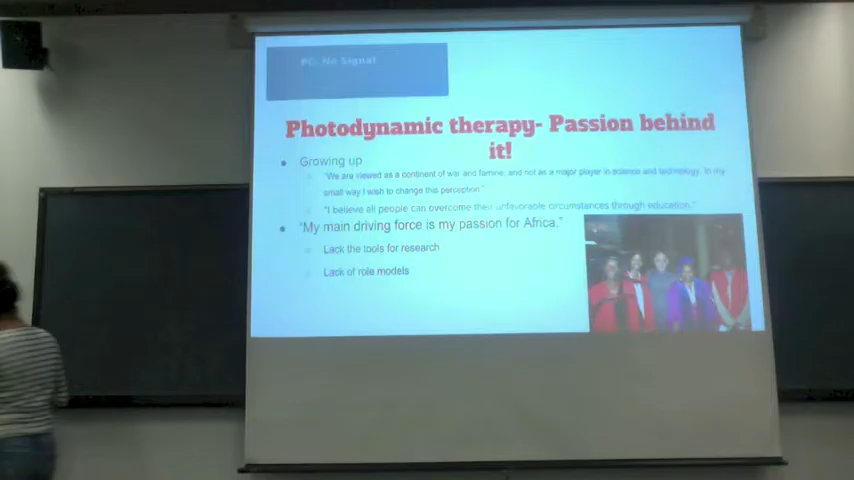 PC: No Signal
Photodynamic therapy- Passion behind
it!
Growing up
"We are viewed as a continent of war and famine, and not as a major player in science and technology. In my
small way I wish to change this perception"
"I believe all people can overcome their unfavorable circumstances through education."
"My main driving force is my passion for Africa."
Lack the tools for research
Lack of role models